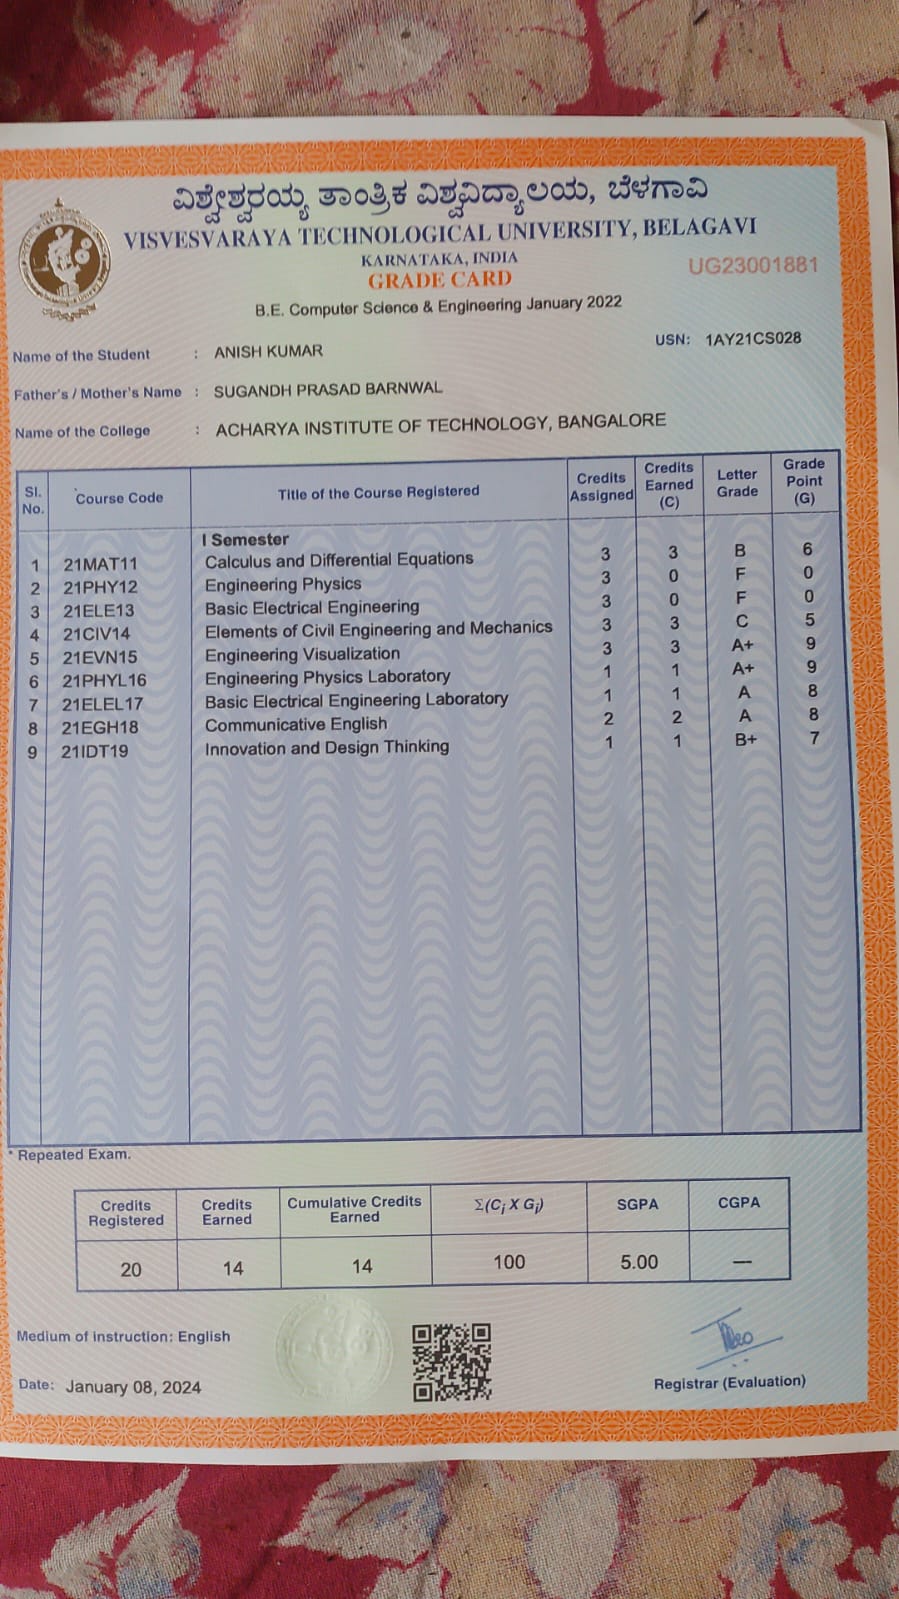 ವಿಶ್ವೇಶ್ವರಯ್ಯ ತಾಂತ್ರಿಕ ವಿಶ್ವವಿದ್ಯಾಲಯ, ಬೆಳಗಾವಿ
VISVESVARAYA TECHNOLOGICAL UNIVERSITY, BELAGAVI
KARNATAKA, INDIA
UG23001881
GRADE CARD
B.E. Computer Science & Engineering January 2022
USN: 1AY21CS028
Name of the Student : ANISH KUMAR
Father's / Mother's Name : SUGANDH PRASAD BARNWAL
Name of the College : ACHARYA INSTITUTE OF TECHNOLOGY, BANGALORE
Sl. No. Course Code Title of the Course Registered Credits Assigned Credits Earned (C) Letter Grade Grade Point (G)
I Semester
1 21MAT11 Calculus and Differential Equations 3 3 B 6
2 21PHY12 Engineering Physics 3 0 F 0
3 21ELE13 Basic Electrical Engineering 3 0 F 0
4 21CIV14 Elements of Civil Engineering and Mechanics 3 3 C 5
5 21EVN15 Engineering Visualization 3 3 A+ 9
6 21PHYL16 Engineering Physics Laboratory 1 1 A+ 9
7 21ELEL17 Basic Electrical Engineering Laboratory 1 1 A 8
8 21EGH18 Communicative English 2 2 A 8
9 21IDT19 Innovation and Design Thinking 1 1 B+ 7
* Repeated Exam.
Credits Registered Credits Earned Cumulative Credits Earned Σ(Ci X Gi) SGPA CGPA
20 14 14 100 5.00 —
Medium of instruction: English
Date: January 08, 2024
Registrar (Evaluation)